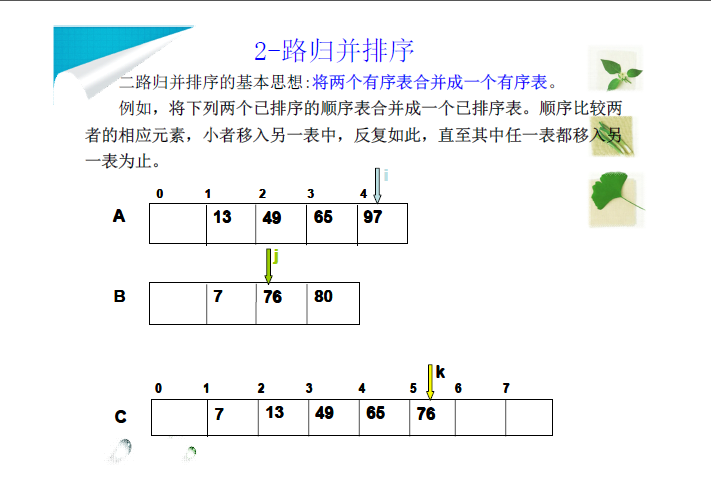 2-路归并排序
二路归并排序的基本思想:将两个有序表合并成一个有序表。
例如，将下列两个已排序的顺序表合并成一个已排序表。顺序比较两
者的相应元素，小者移入另一表中，反复如此，直至其中任一表都移入另
一表为止。
i
0 1 2 3 4
A 13 49 65 97
j
B 7 76 80
k
0 1 2 3 4 5 6 7
C 7 13 49 65 76